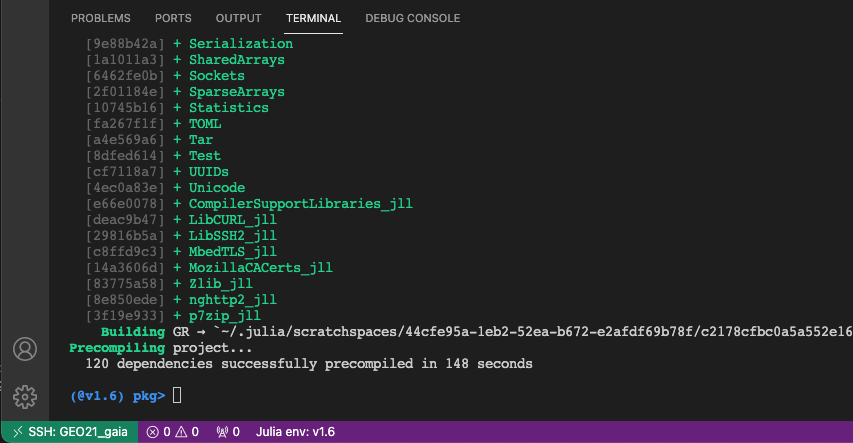 PROBLEMS PORTS OUTPUT TERMINAL DEBUG CONSOLE
[9e88b42a] + Serialization
[1a1011a3] + SharedArrays
[6462fe0b] + Sockets
[2f01184e] + SparseArrays
[10745b16] + Statistics
[fa267f1f] + TOML
[a4e569a6] + Tar
[8dfed614] + Test
[cf7118a7] + UUIDs
[4ec0a83e] + Unicode
[e66e0078] + CompilerSupportLibraries_jll
[deac9b47] + LibCURL_jll
[29816b5a] + LibSSH2_jll
[c8ffd9c3] + MbedTLS_jll
[14a3606d] + MozillaCACerts_jll
[83775a58] + Zlib_jll
[8e850ede] + nghttp2_jll
[3f19e933] + p7zip_jll
Building GR → `~/.julia/scratchspaces/44cfe95a-1eb2-52ea-b672-e2afdf69b78f/c2178cfbc0a5a552e16
Precompiling project...
120 dependencies successfully precompiled in 148 seconds
(@v1.6) pkg>
SSH: GEO21_gaia 0 0 0 Julia env: v1.6